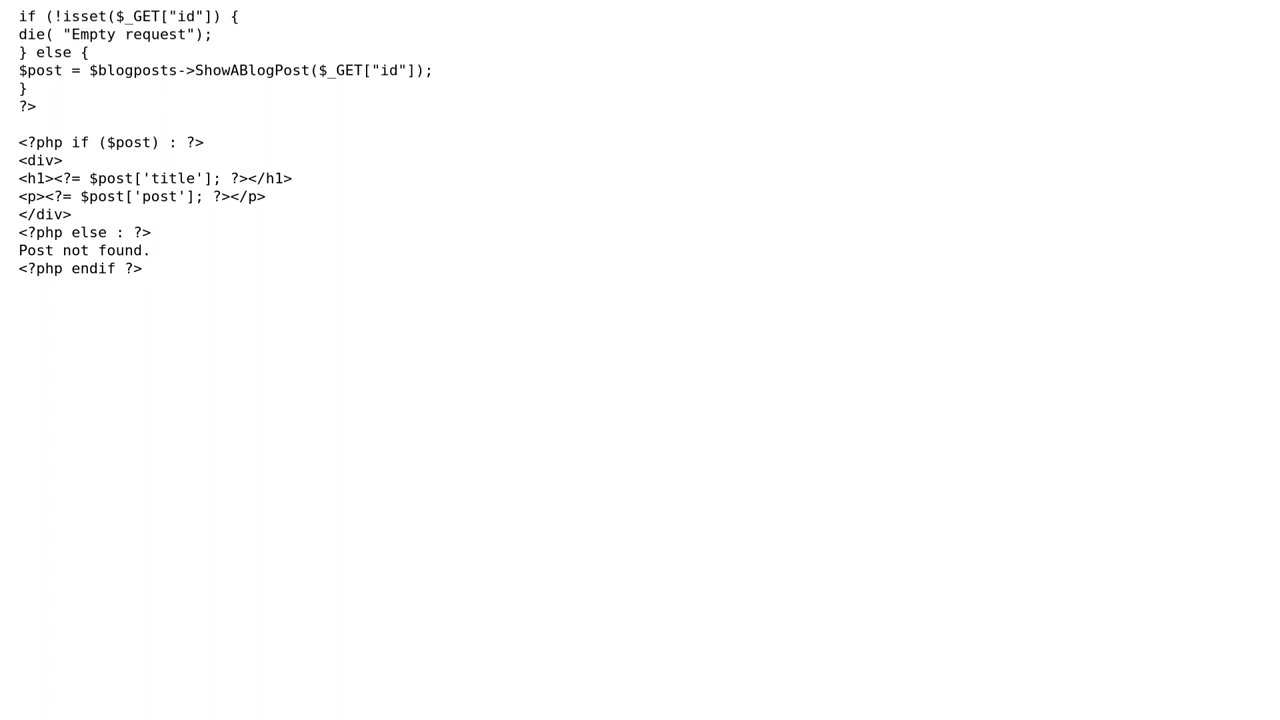 if (!isset($_GET["id"]) {
die( "Empty request");
} else {
$post = $blogposts->ShowABlogPost($_GET["id"]);
}
?>

<?php if ($post) : ?>
<div>
<h1><?= $post['title']; ?></h1>
<p><?= $post['post']; ?></p>
</div>
<?php else : ?>
Post not found.
<?php endif ?>